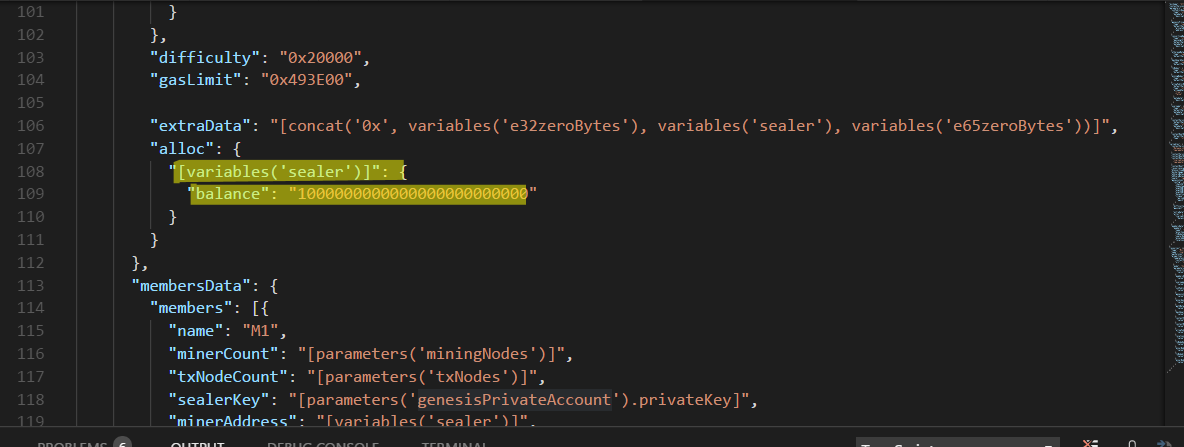 101 }
102 },
103 "difficulty": "0x20000",
104 "gasLimit": "0x493E00",
105
106 "extraData": "[concat('0x', variables('e32zeroBytes'), variables('sealer'), variables('e65zeroBytes'))]",
107 "alloc": {
108 "[variables('sealer')]": {
109 "balance": "1000000000000000000000000"
110 }
111 }
112 },
113 "membersData": {
114 "members": [{
115 "name": "M1",
116 "minerCount": "[parameters('miningNodes')]",
117 "txNodeCount": "[parameters('txNodes')]",
118 "sealerKey": "[parameters('genesisPrivateAccount').privateKey]",
119 "minerAddress": "[variables('sealer')]",
PROBLEMS 6 OUTPUT DEBUG CONSOLE TERMINAL